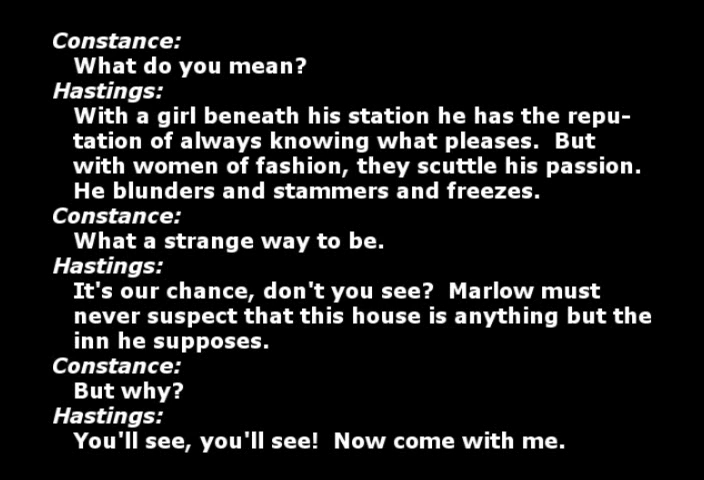 Constance:
What do you mean?
Hastings:
With a girl beneath his station he has the repu-
tation of always knowing what pleases.  But
with women of fashion, they scuttle his passion.
He blunders and stammers and freezes.
Constance:
What a strange way to be.
Hastings:
It's our chance, don't you see?  Marlow must
never suspect that this house is anything but the
inn he supposes.
Constance:
But why?
Hastings:
You'll see, you'll see!  Now come with me.